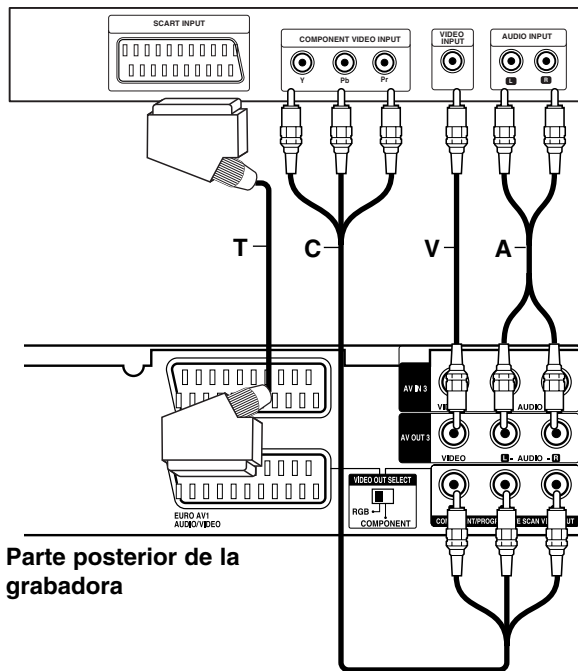 SCART INPUT
COMPONENT VIDEO INPUT
Y Pb Pr
VIDEO
INPUT
AUDIO INPUT
L R
T C V A
AV IN 3
AUDIO
AV OUT 3
VIDEO L - AUDIO - R
VIDEO OUT SELECT
RGB
COMPONENT
EURO AV1
AUDIO/VIDEO
Parte posterior de la
grabadora